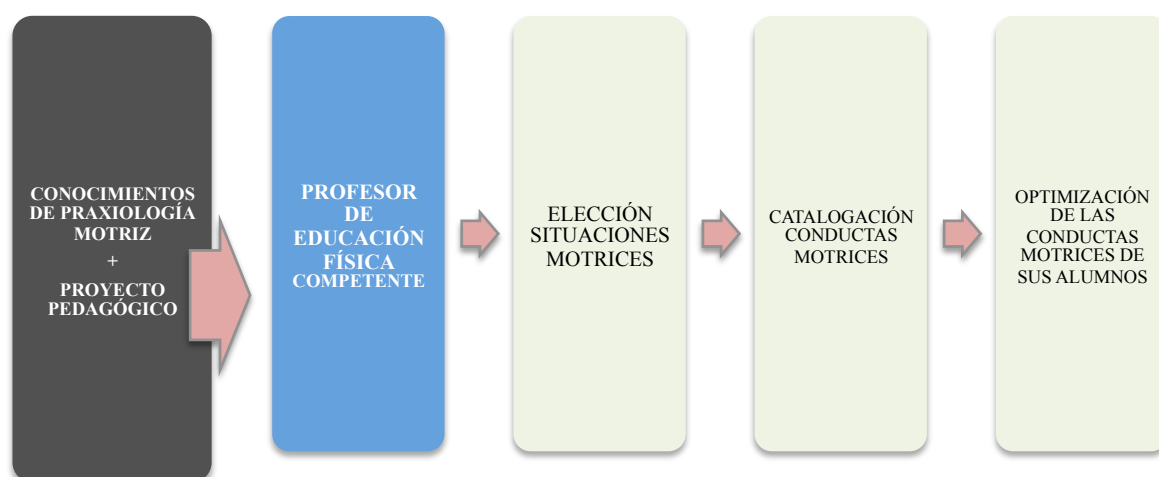 CONOCIMIENTOS
DE PRAXIOLOGÍA
MOTRIZ
+
PROYECTO
PEDAGÓGICO
PROFESOR
DE
EDUCACIÓN
FÍSICA
COMPETENTE
ELECCIÓN
SITUACIONES
MOTRICES
CATALOGACIÓN
CONDUCTAS
MOTRICES
OPTIMIZACIÓN
DE LAS
CONDUCTAS
MOTRICES DE
SUS ALUMNOS